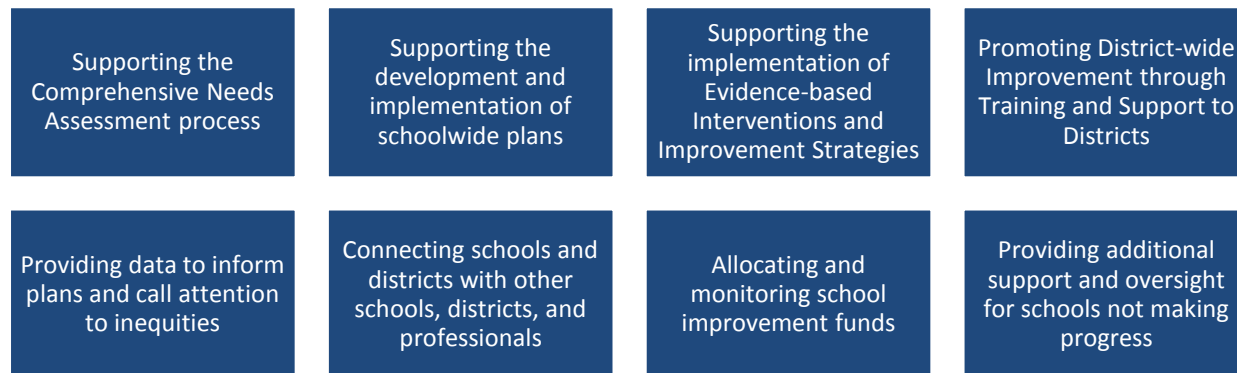 Supporting the
Comprehensive Needs
Assessment process
Supporting the
development and
implementation of
schoolwide plans
Supporting the
implementation of
Evidence-based
Interventions and
Improvement Strategies
Promoting District-wide
Improvement through
Training and Support to
Districts
Providing data to inform
plans and call attention
to inequities
Connecting schools and
districts with other
schools, districts, and
professionals
Allocating and
monitoring school
improvement funds
Providing additional
support and oversight
for schools not making
progress